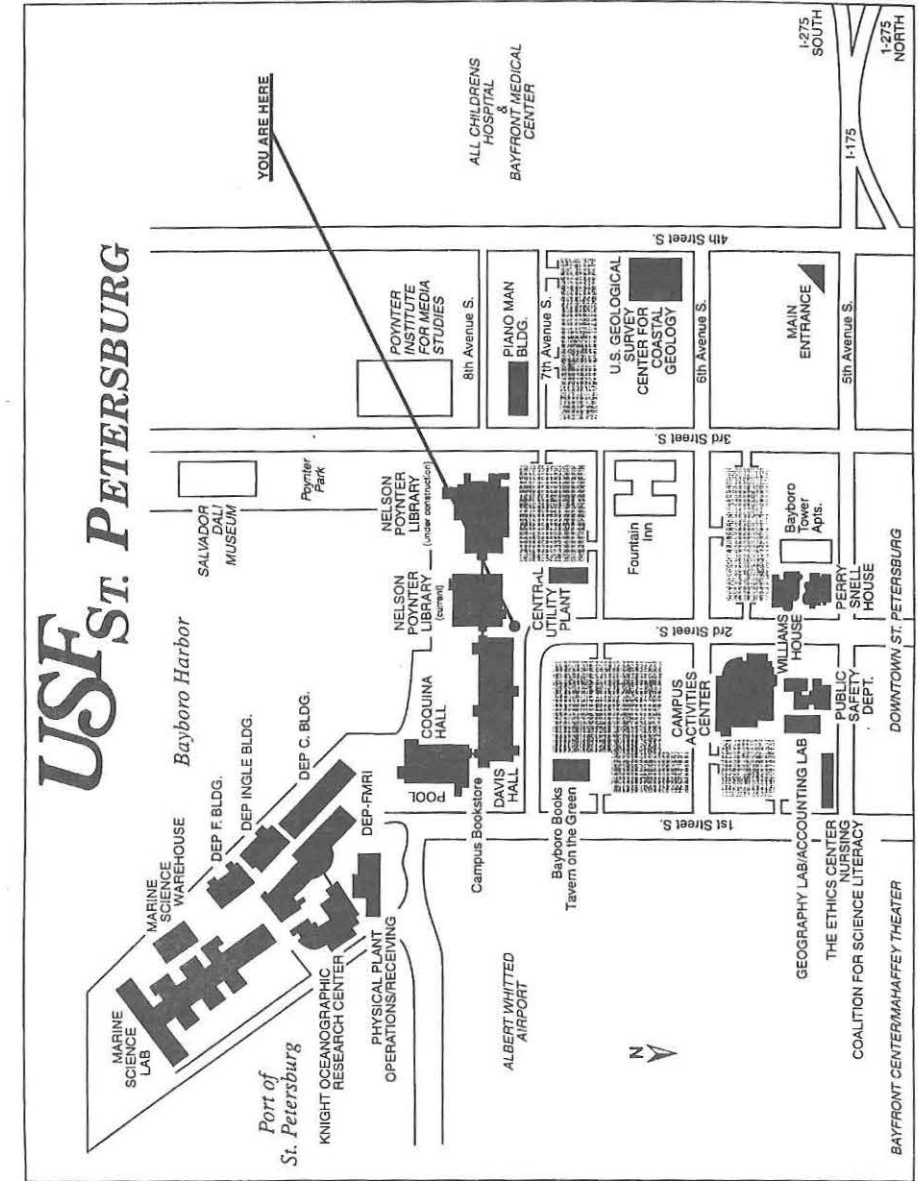 USF
ST. PETERSBURG
Bayboro Harbor
Port of
St. Petersburg
MARINE
SCIENCE
LAB
MARINE
SCIENCE
WAREHOUSE
DEP F. BLDG.
DEP INGLE BLDG.
DEP C. BLDG.
DEP-FMRI
KNIGHT OCEANOGRAPHIC
RESEARCH CENTER
PHYSICAL PLANT
OPERATIONS/RECEIVING
SALVADOR
DALI
MUSEUM
Poynter
Park
YOU ARE HERE
POYNTER
INSTITUTE
FOR MEDIA
STUDIES
ALL CHILDRENS
HOSPITAL
&
BAYFRONT MEDICAL
CENTER
COQUINA
HALL
POOL
NELSON
POYNTER
LIBRARY
(current)
NELSON
POYNTER
LIBRARY
(under construction)
8th Avenue S.
PIANO MAN
BLDG.
Campus Bookstore
DAVIS
HALL
CENTRAL
UTILITY
PLANT
7th Avenue S.
ALBERT WHITTED
AIRPORT
Bayboro Books
Tavern on the Green
Fountain
Inn
U.S. GEOLOGICAL
SURVEY
CENTER FOR
COASTAL
GEOLOGY
6th Avenue S.
N
CAMPUS
ACTIVITIES
CENTER
1st Street S.
2nd Street S.
3rd Street S.
4th Street S.
WILLIAMS
HOUSE
Bayboro
Tower
Apts.
MAIN
ENTRANCE
GEOGRAPHY LAB/ACCOUNTING LAB
THE ETHICS CENTER
NURSING
COALITION FOR SCIENCE LITERACY
PUBLIC
SAFETY
DEPT.
PERRY
SNELL
HOUSE
5th Avenue S.
I-175
I-275
SOUTH
1-275
NORTH
BAYFRONT CENTER/MAHAFFEY THEATER
DOWNTOWN ST. PETERSBURG